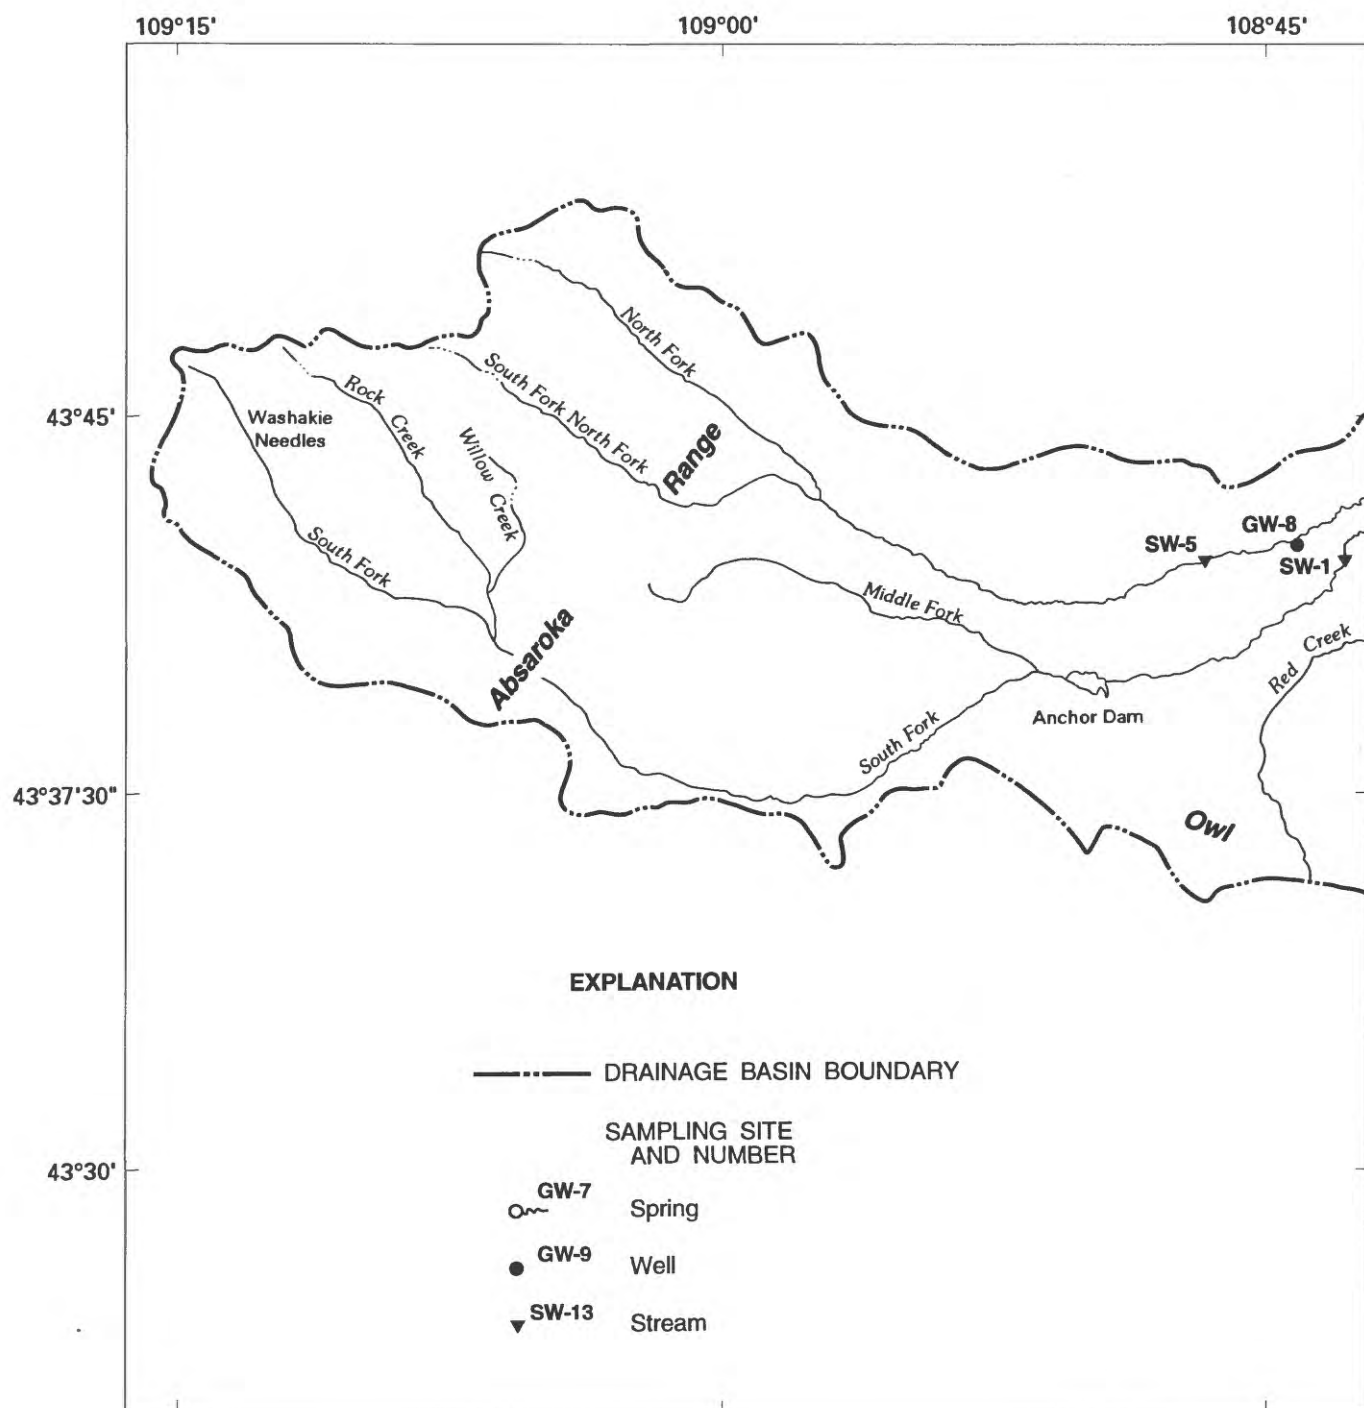 109°15'
109°00'
108°45'
North Fork
South Fork North Fork
Rock Creek
43°45'
Washakie
Needles
Willow Creek
Range
GW-8
SW-5
SW-1
South Fork
Middle Fork
Absaroka
Red Creek
Anchor Dam
South Fork
43°37'30"
Owl
EXPLANATION
DRAINAGE BASIN BOUNDARY
SAMPLING SITE
AND NUMBER
43°30'
GW-7
Spring
GW-9
Well
SW-13
Stream